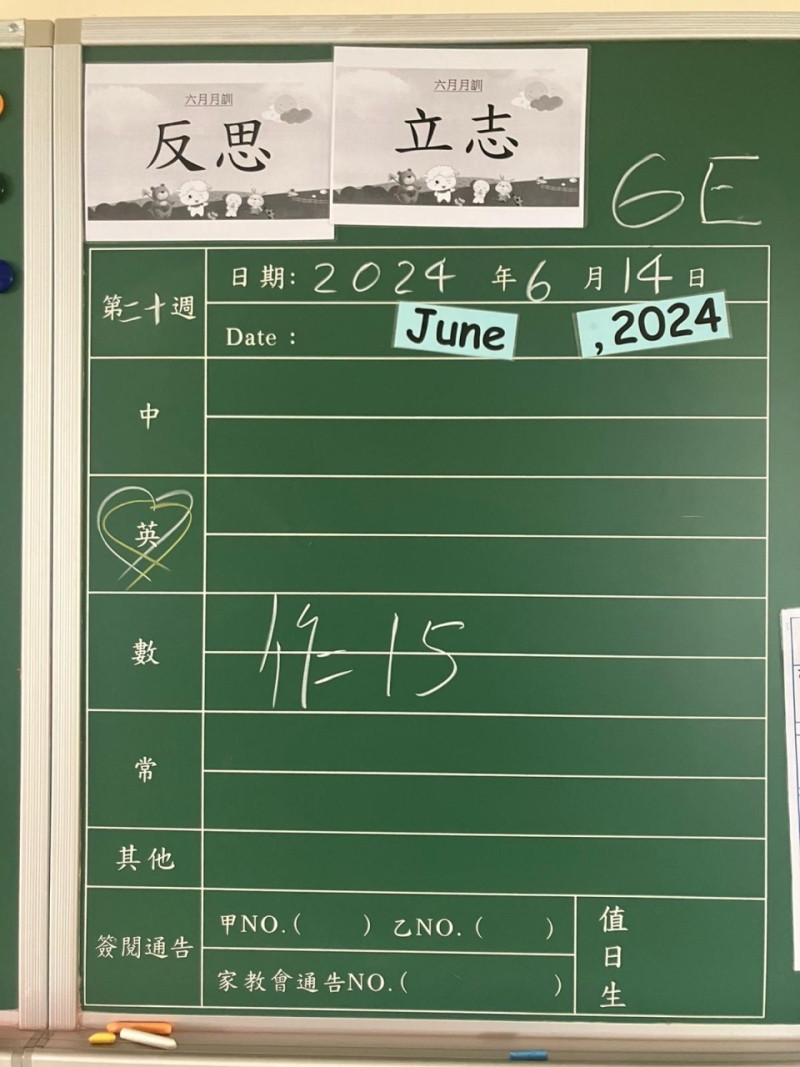 六月月訓
反思
六月月訓
立志
6E
第二十週
日期: 2024 年 6 月 14 日
Date : June , 2024
中
英
數
作 = 15
常
其他
簽閱通告
甲NO.( ) 乙NO.( )
家教會通告NO.( )
值日生